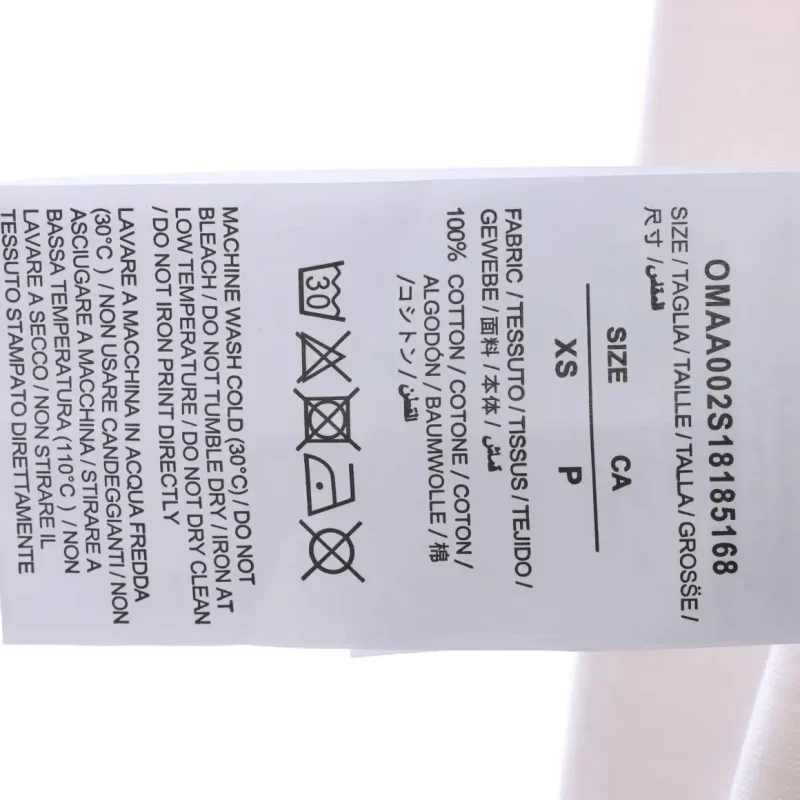 OMAA002S18185168
SIZE / TAGLIA / TAILLE / TALLA / GROSSË /
尺寸 / المقاس
SIZE CA
XS P
FABRIC / TESSUTO / TISSUS / TEJIDO /
GEWEBE / 面料 / 本体 / قماش
100% COTTON / COTONE / COTON /
ALGODÓN / BAUMWOLLE / 棉
/ コシトン / القطن
30
MACHINE WASH COLD (30°C) / DO NOT
BLEACH / DO NOT TUMBLE DRY / IRON AT
LOW TEMPERATURE / DO NOT DRY CLEAN
/ DO NOT IRON PRINT DIRECTLY
LAVARE A MACCHINA IN ACQUA FREDDA
(30°C ) / NON USARE CANDEGGIANTI / NON
ASCIUGARE A MACCHINA / STIRARE A
BASSA TEMPERATURA (110°C ) / NON
LAVARE A SECCO / NON STIRARE IL
TESSUTO STAMPATO DIRETTAMENTE